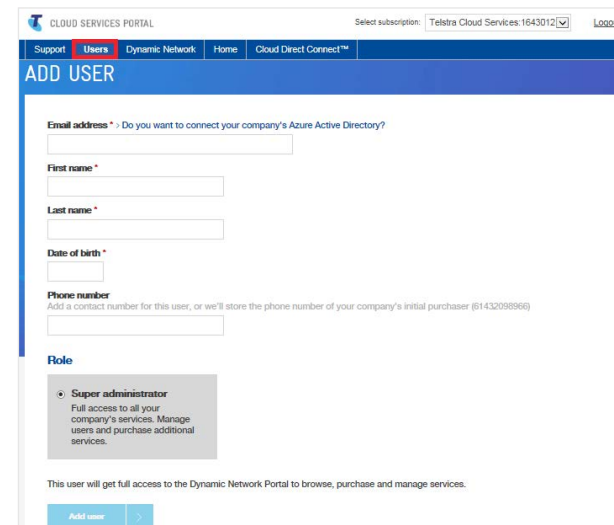 CLOUD SERVICES PORTAL
Select subscription: Telstra Cloud Services:1643012
Support Users Dynamic Network Home Cloud Direct Connect™
ADD USER
Email address * › Do you want to connect your company's Azure Active Directory?
First name *
Last name *
Date of birth *
Phone number
Add a contact number for this user, or we'll store the phone number of your company's initial purchaser (61432098966)
Role
Super administrator
Full access to all your
company's services. Manage
users and purchase additional
services.
This user will get full access to the Dynamic Network Portal to browse, purchase and manage services.
Add user